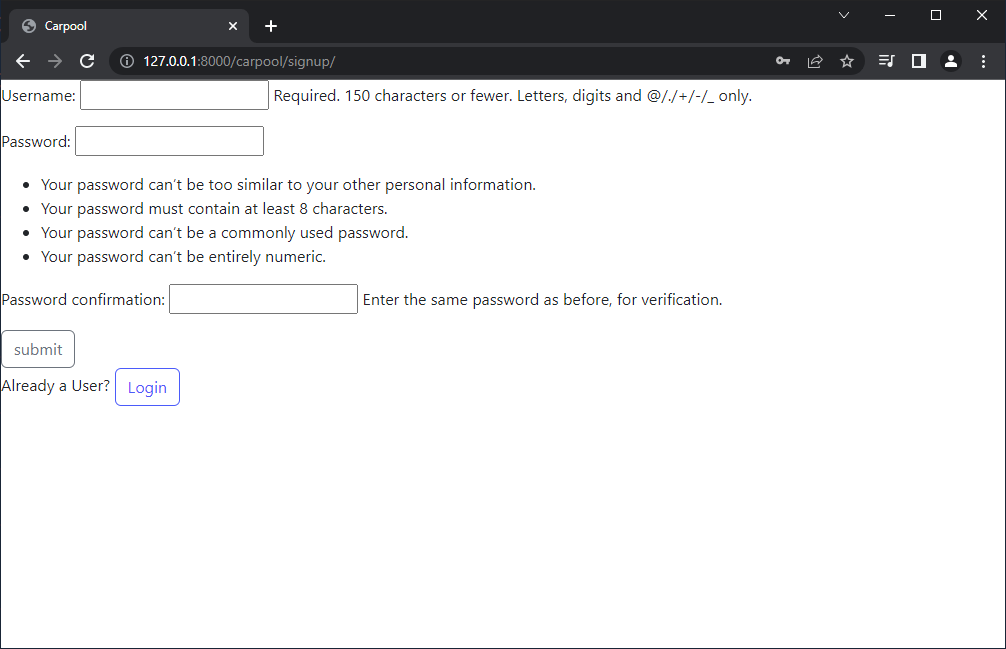 Carpool
127.0.0.1:8000/carpool/signup/
Username: Required. 150 characters or fewer. Letters, digits and @/./+/-/_ only.
Password:
• Your password can't be too similar to your other personal information.
• Your password must contain at least 8 characters.
• Your password can't be a commonly used password.
• Your password can't be entirely numeric.
Password confirmation: Enter the same password as before, for verification.
submit
Already a User? Login